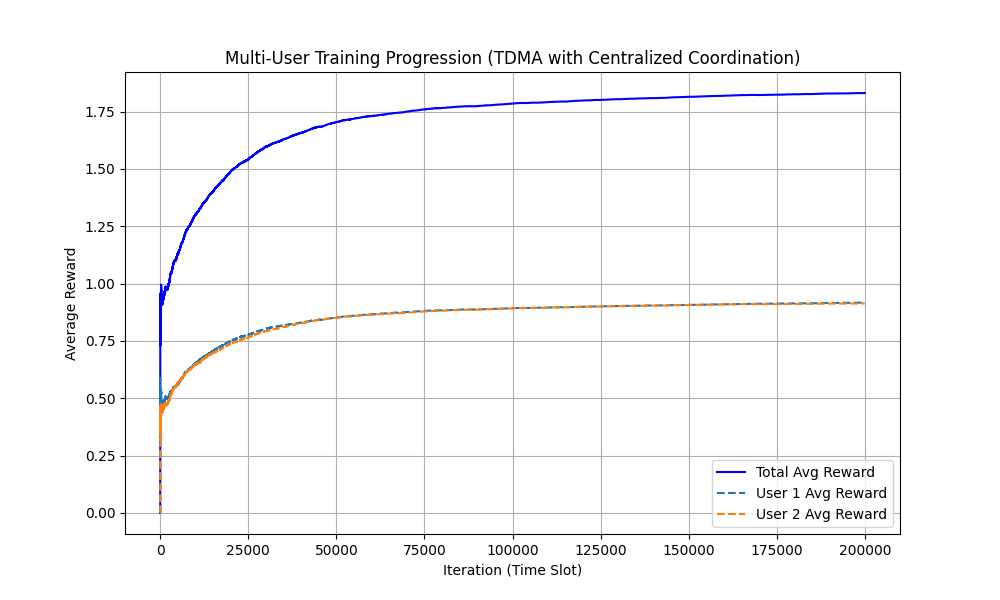 Multi-User Training Progression (TDMA with Centralized Coordination)
Average Reward
1.75
1.50
1.25
1.00
0.75
0.50
0.25
0.00
Total Avg Reward
User 1 Avg Reward
User 2 Avg Reward
0 25000 50000 75000 100000 125000 150000 175000 200000
Iteration (Time Slot)